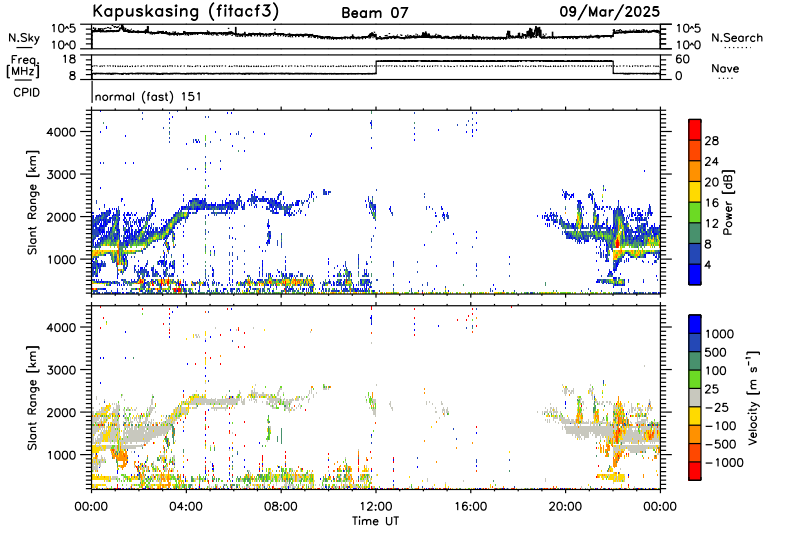 Kapuskasing (fitacf3) Beam 07 09/Mar/2025
N.Sky 10^5 10^0 10^5 10^0 N.Search
Freq. [MHz] 18 8 60 0 Nave
CPID normal (fast) 151
Slant Range [km] 4000 3000 2000 1000
Power [dB] 28 24 20 16 12 8 4
Slant Range [km] 4000 3000 2000 1000
Velocity [m s⁻¹] 1000 500 100 25 −25 −100 −500 −1000
00:00 04:00 08:00 12:00 16:00 20:00 00:00
Time UT